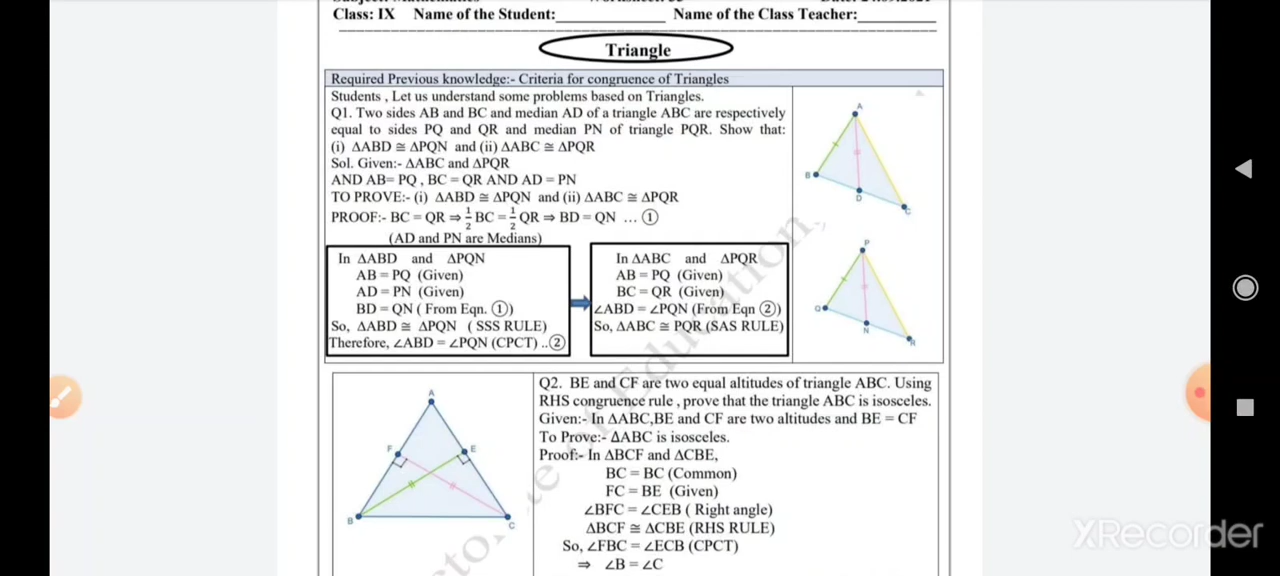 Class: IX Name of the Student:____________ Name of the Class Teacher:__________
Triangle
Required Previous knowledge:- Criteria for congruence of Triangles
Students , Let us understand some problems based on Triangles.
Q1. Two sides AB and BC and median AD of a triangle ABC are respectively
equal to sides PQ and QR and median PN of triangle PQR. Show that:
(i) ΔABD ≅ ΔPQN and (ii) ΔABC ≅ ΔPQR
Sol. Given:- ΔABC and ΔPQR
AND AB= PQ , BC = QR AND AD = PN
TO PROVE:- (i) ΔABD ≅ ΔPQN and (ii) ΔABC ≅ ΔPQR
PROOF:- BC = QR ⇒ 1/2 BC = 1/2 QR ⇒ BD = QN … ①
(AD and PN are Medians)
In ΔABD and ΔPQN
AB = PQ (Given)
AD = PN (Given)
BD = QN ( From Eqn. ①)
So, ΔABD ≅ ΔPQN ( SSS RULE)
Therefore, ∠ABD = ∠PQN (CPCT) ..②
In ΔABC and ΔPQR
AB = PQ (Given)
BC = QR (Given)
∠ABD = ∠PQN (From Eqn ②)
So, ΔABC ≅ PQR (SAS RULE)
A
B
D
C
P
Q
N
R
A
F
E
B
C
Q2. BE and CF are two equal altitudes of triangle ABC. Using
RHS congruence rule , prove that the triangle ABC is isosceles.
Given:- In ΔABC,BE and CF are two altitudes and BE = CF
To Prove:- ΔABC is isosceles.
Proof:- In ΔBCF and ΔCBE,
BC = BC (Common)
FC = BE (Given)
∠BFC = ∠CEB ( Right angle)
ΔBCF ≅ ΔCBE (RHS RULE)
So, ∠FBC = ∠ECB (CPCT)
⇒ ∠B = ∠C
of Education,
XRecorder